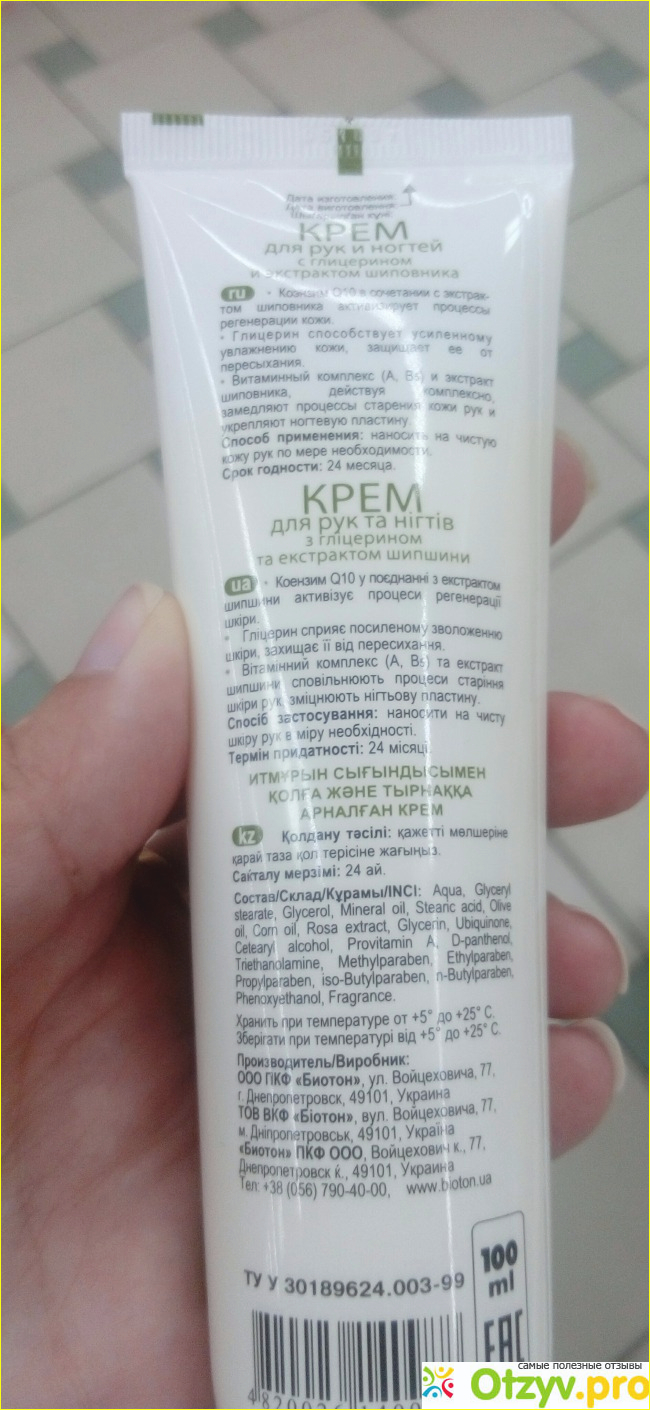 Дата изготовления
Дата виготовлення
КРЕМ
для рук и ногтей
с глицерином
и экстрактом шиповника
ru • Коэнзим Q10 в сочетании с экстрак-
том шиповника активизирует процессы
регенерации кожи.
• Глицерин способствует усиленному
увлажнению кожи, защищает ее от
пересыхания.
• Витаминный комплекс (A, B5) и экстракт
шиповника, действуя комплексно,
замедляют процессы старения кожи рук и
укрепляют ногтевую пластину.
Способ применения: наносить на чистую
кожу рук по мере необходимости.
Срок годности: 24 месяца.
КРЕМ
для рук та нігтів
з гліцерином
та екстрактом шипшини
ua • Коензим Q10 у поєднанні з екстрактом
шипшини активізує процеси регенерації
шкіри.
• Гліцерин сприяє посиленому зволоженню
шкіри, захищає її від пересихання.
• Вітамінний комплекс (A, B5) та екстракт
шипшини сповільнюють процеси старіння
шкіри рук, зміцнюють нігтьову пластину.
Спосіб застосування: наносити на чисту
шкіру рук в міру необхідності.
Термін придатності: 24 місяці.
ИТМҰРЫН СЫҒЫНДЫСЫМЕН
ҚОЛҒА ЖӘНЕ ТЫРНАҚҚА
АРНАЛҒАН КРЕМ
kz Қолдану тәсілі: қажетті мөлшеріне
қарай таза қол терісіне жағыңыз.
Сақталу мерзімі: 24 ай.
Состав/Склад/Құрамы/INCI: Aqua, Glyceryl
stearate, Glycerol, Mineral oil, Stearic acid, Olive
oil, Corn oil, Rosa extract, Glycerin, Ubiquinone,
Cetearyl alcohol, Provitamin A, D-panthenol,
Triethanolamine, Methylparaben, Ethylparaben,
Propylparaben, iso-Butylparaben, n-Butylparaben,
Phenoxyethanol, Fragrance.
Хранить при температуре от +5° до +25° С.
Зберігати при температурі від +5° до +25° С.
Производитель/Виробник:
ООО ПКФ «Биотон», ул. Войцеховича, 77,
г. Днепропетровск, 49101, Украина
ТОВ ВКФ «Біотон», вул. Войцеховича, 77,
м. Дніпропетровськ, 49101, Україна
«Биотон» ПКФ ООО, Войцехович к., 77,
Днепропетровск қ., 49101, Украина
Тел: +38 (056) 790-40-00, www.bioton.ua
ТУ У 30189624.003-99
100
ml
EAC
самые полезные отзывы
Otzyv.pro